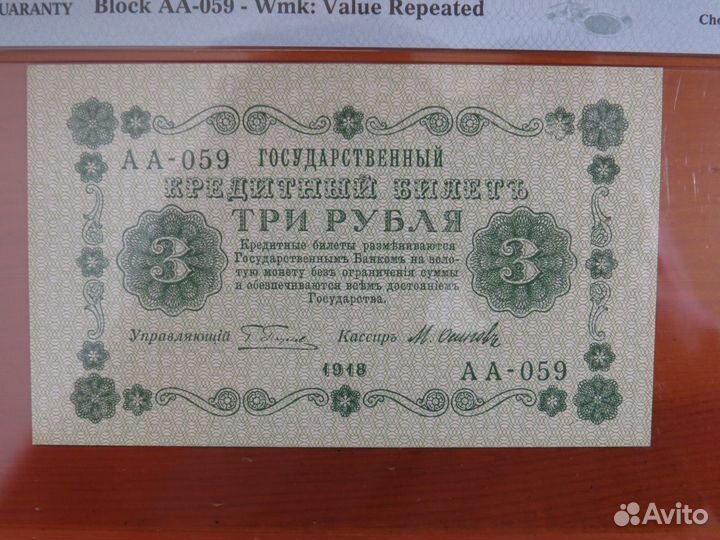 UARANTY Block AA-059 - Wmk: Value Repeated
Cho
АА-059 ГОСУДАРСТВЕННЫЙ
КРЕДИТНЫЙ БИЛЕТЪ
ТРИ РУБЛЯ
3 3
Кредитные билеты размѣниваются
Государственнымъ Банкомъ на золо-
тую монету безъ ограниченія суммы
и обезпечиваются всѣмъ достояніемъ
Государства.
Управляющій Кассиръ М. Осиповъ
1918 АА-059
Avito